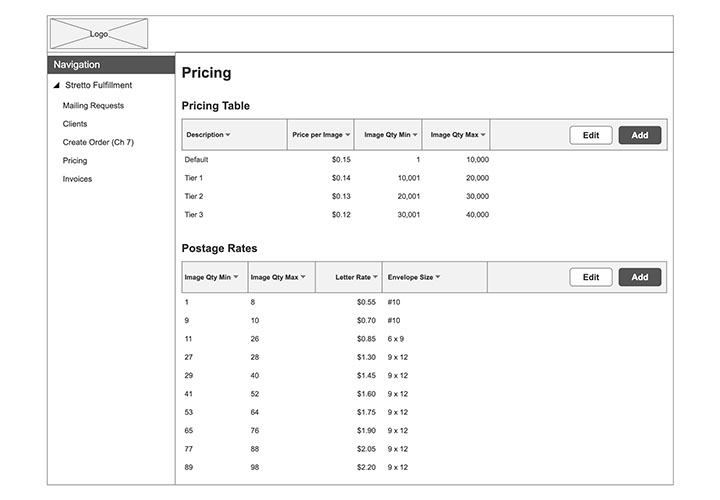 Logo
Navigation
Stretto Fulfillment
Mailing Requests
Clients
Create Order (Ch 7)
Pricing
Invoices
Pricing
Pricing Table
Description Price per Image Image Qty Min Image Qty Max Edit Add
Default $0.15 1 10,000
Tier 1 $0.14 10,001 20,000
Tier 2 $0.13 20,001 30,000
Tier 3 $0.12 30,001 40,000
Postage Rates
Image Qty Min Image Qty Max Letter Rate Envelope Size Edit Add
1 8 $0.55 #10
9 10 $0.70 #10
11 26 $0.85 6 x 9
27 28 $1.30 9 x 12
29 40 $1.45 9 x 12
41 52 $1.60 9 x 12
53 64 $1.75 9 x 12
65 76 $1.90 9 x 12
77 88 $2.05 9 x 12
89 98 $2.20 9 x 12